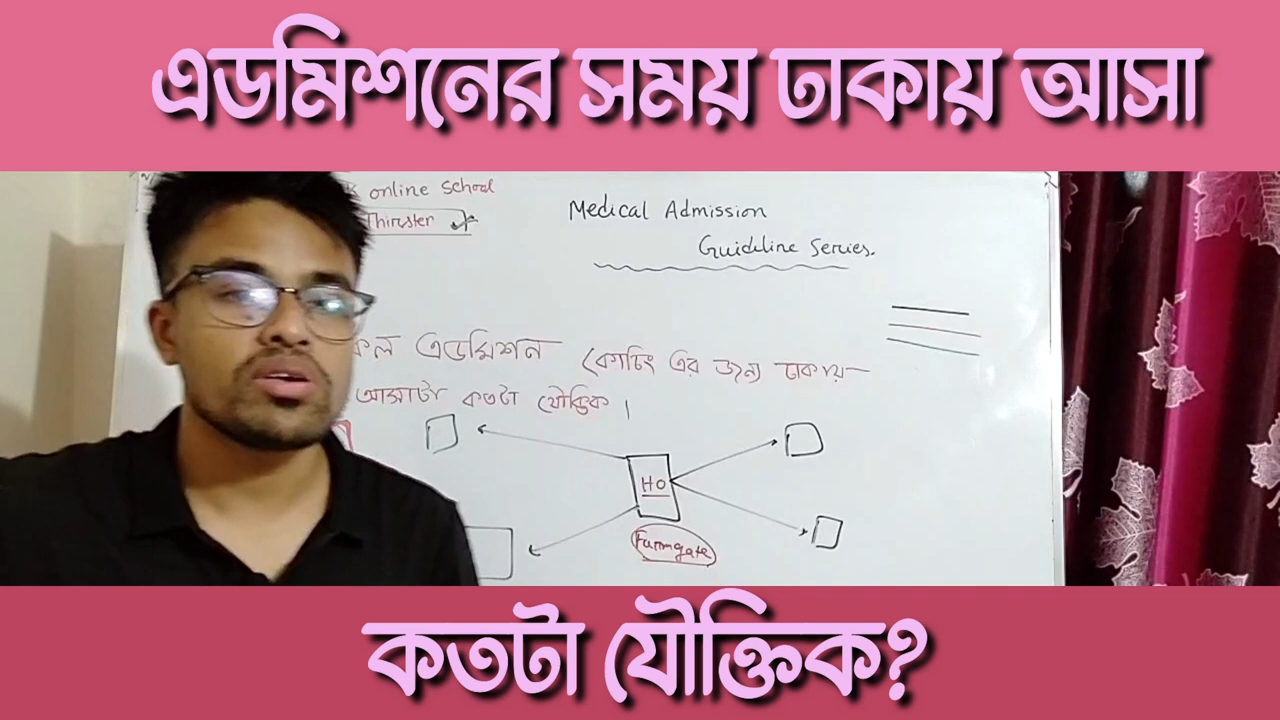 এডমিশনের সময় ঢাকায় আসা
online School
Thirster
Medical Admission
Guideline Series.
এডমিশন কোচিং এর জন্য ঢাকায়
আসাটা কতটা যৌক্তিক।
HO
Farmgate
কতটা যৌক্তিক?